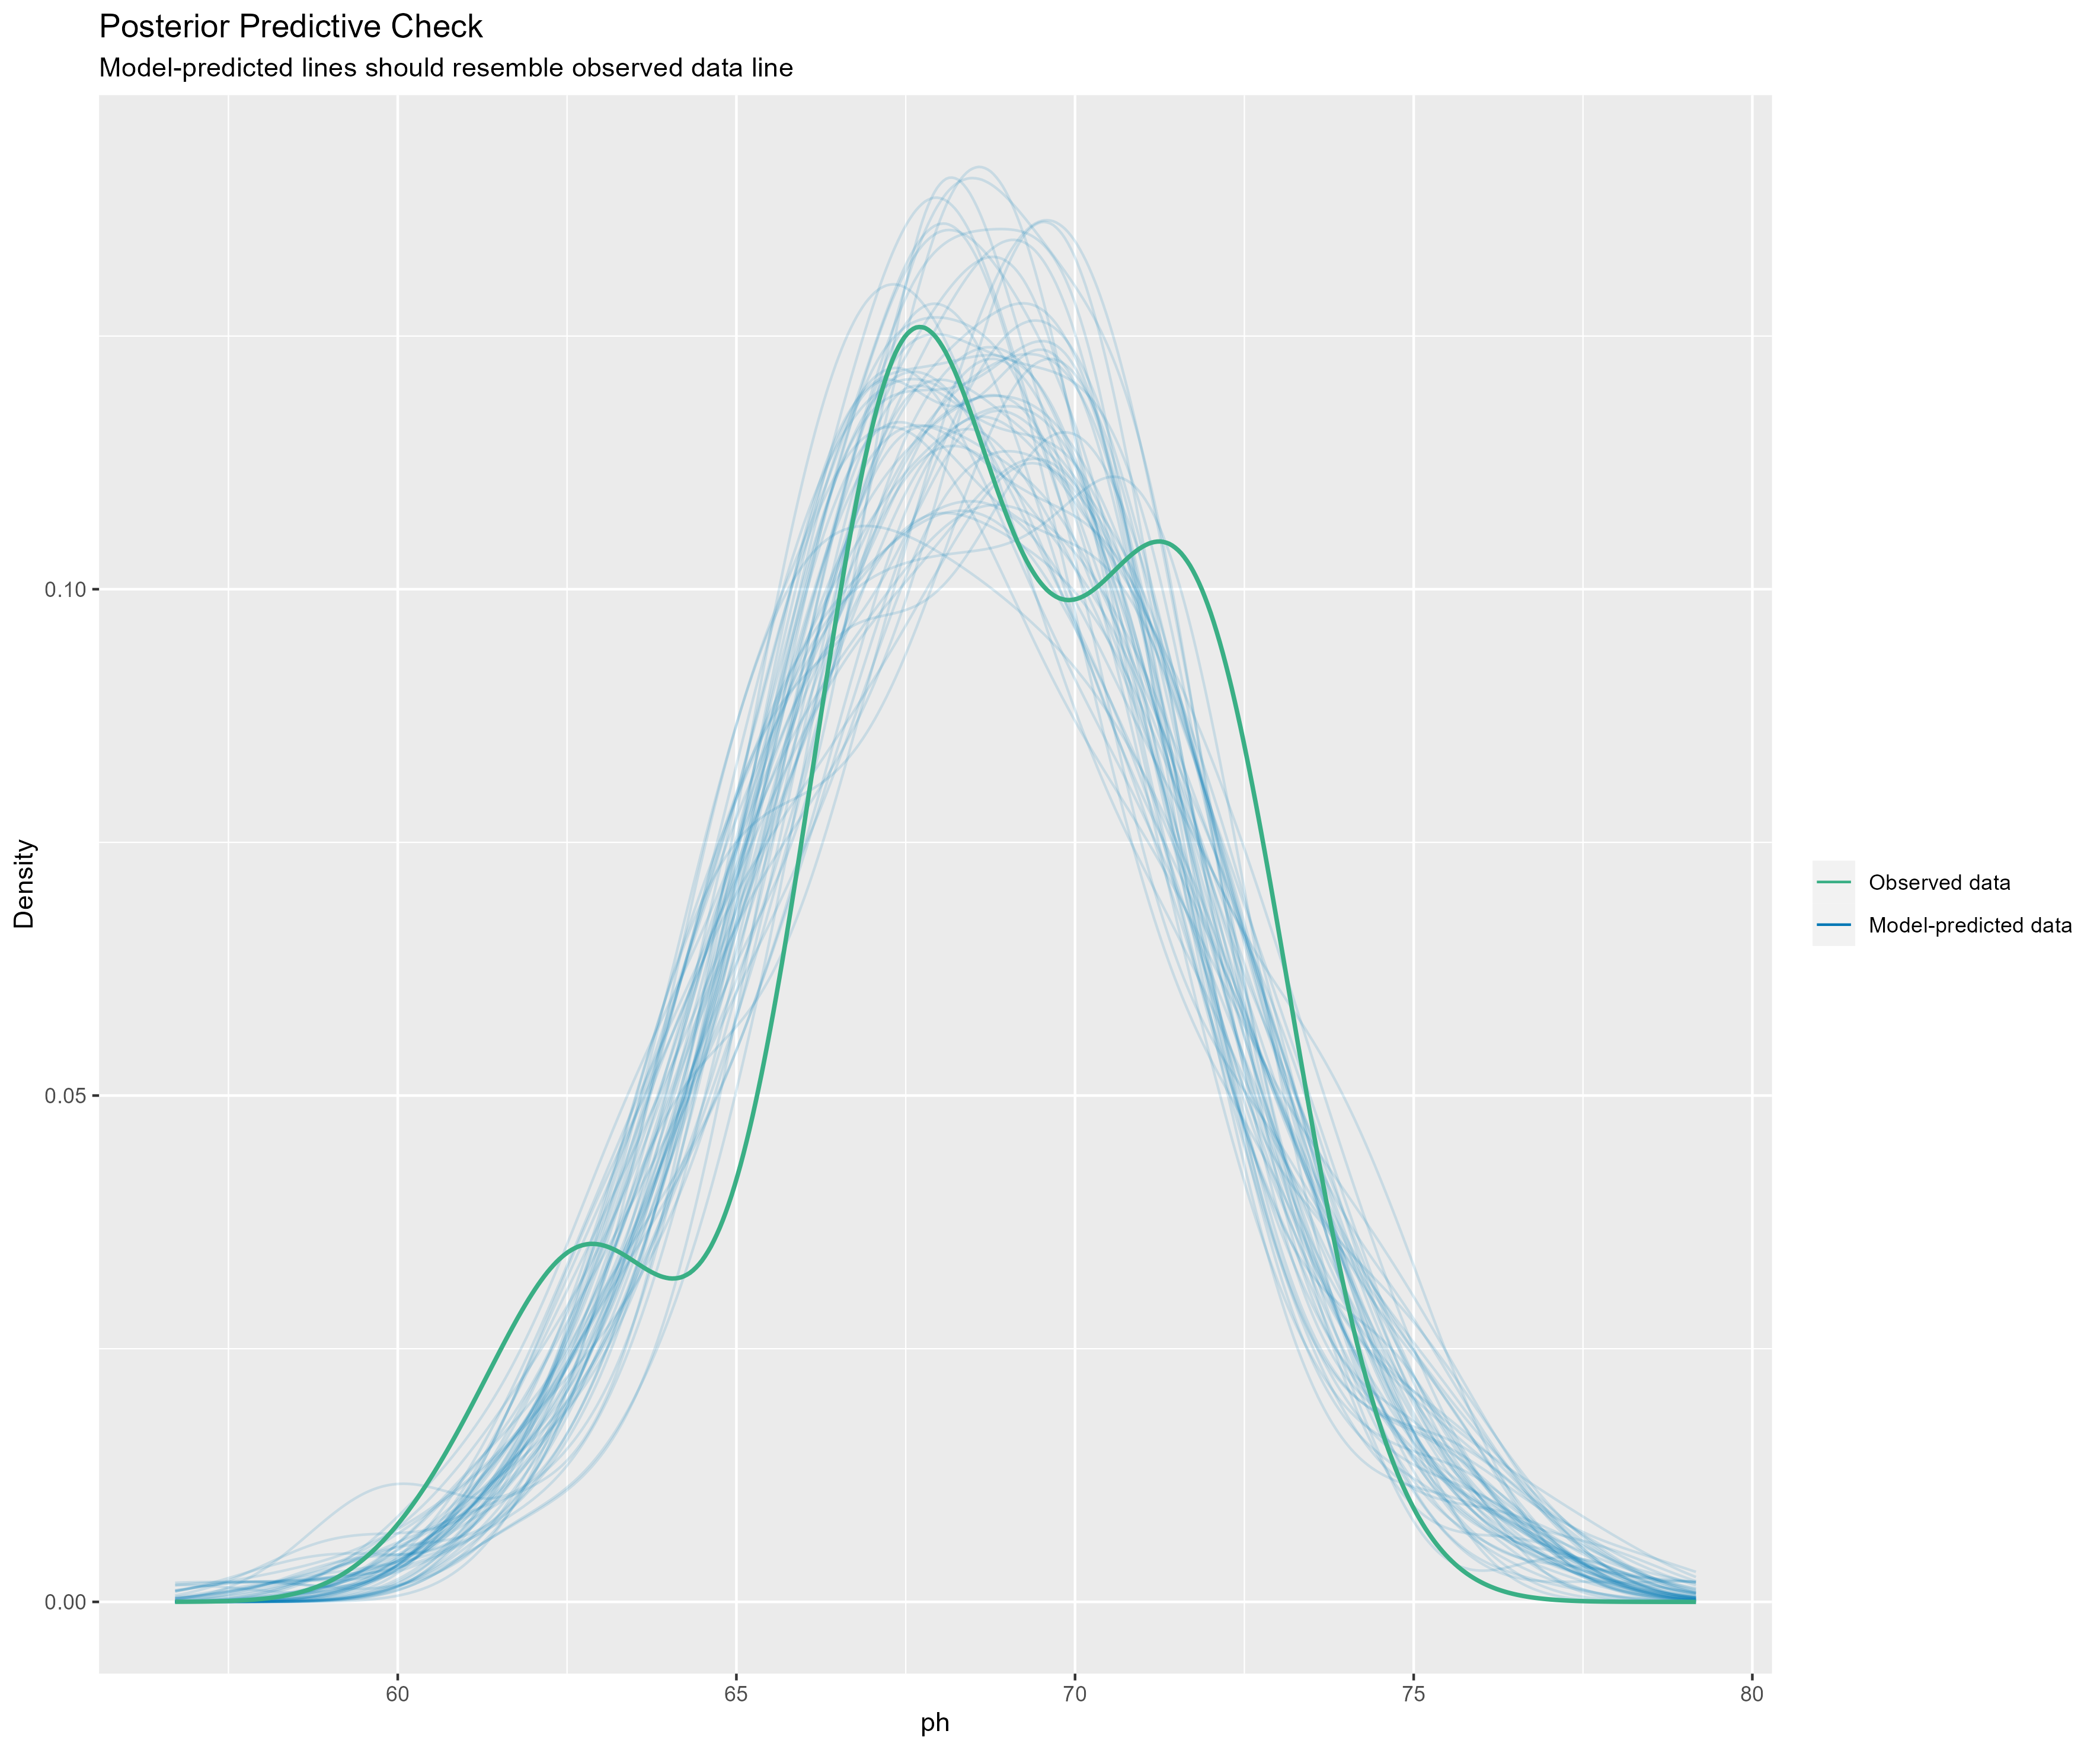 Posterior Predictive Check
Model-predicted lines should resemble observed data line
Density
0.10
0.05
0.00
60
65
70
75
80
ph
Observed data
Model-predicted data